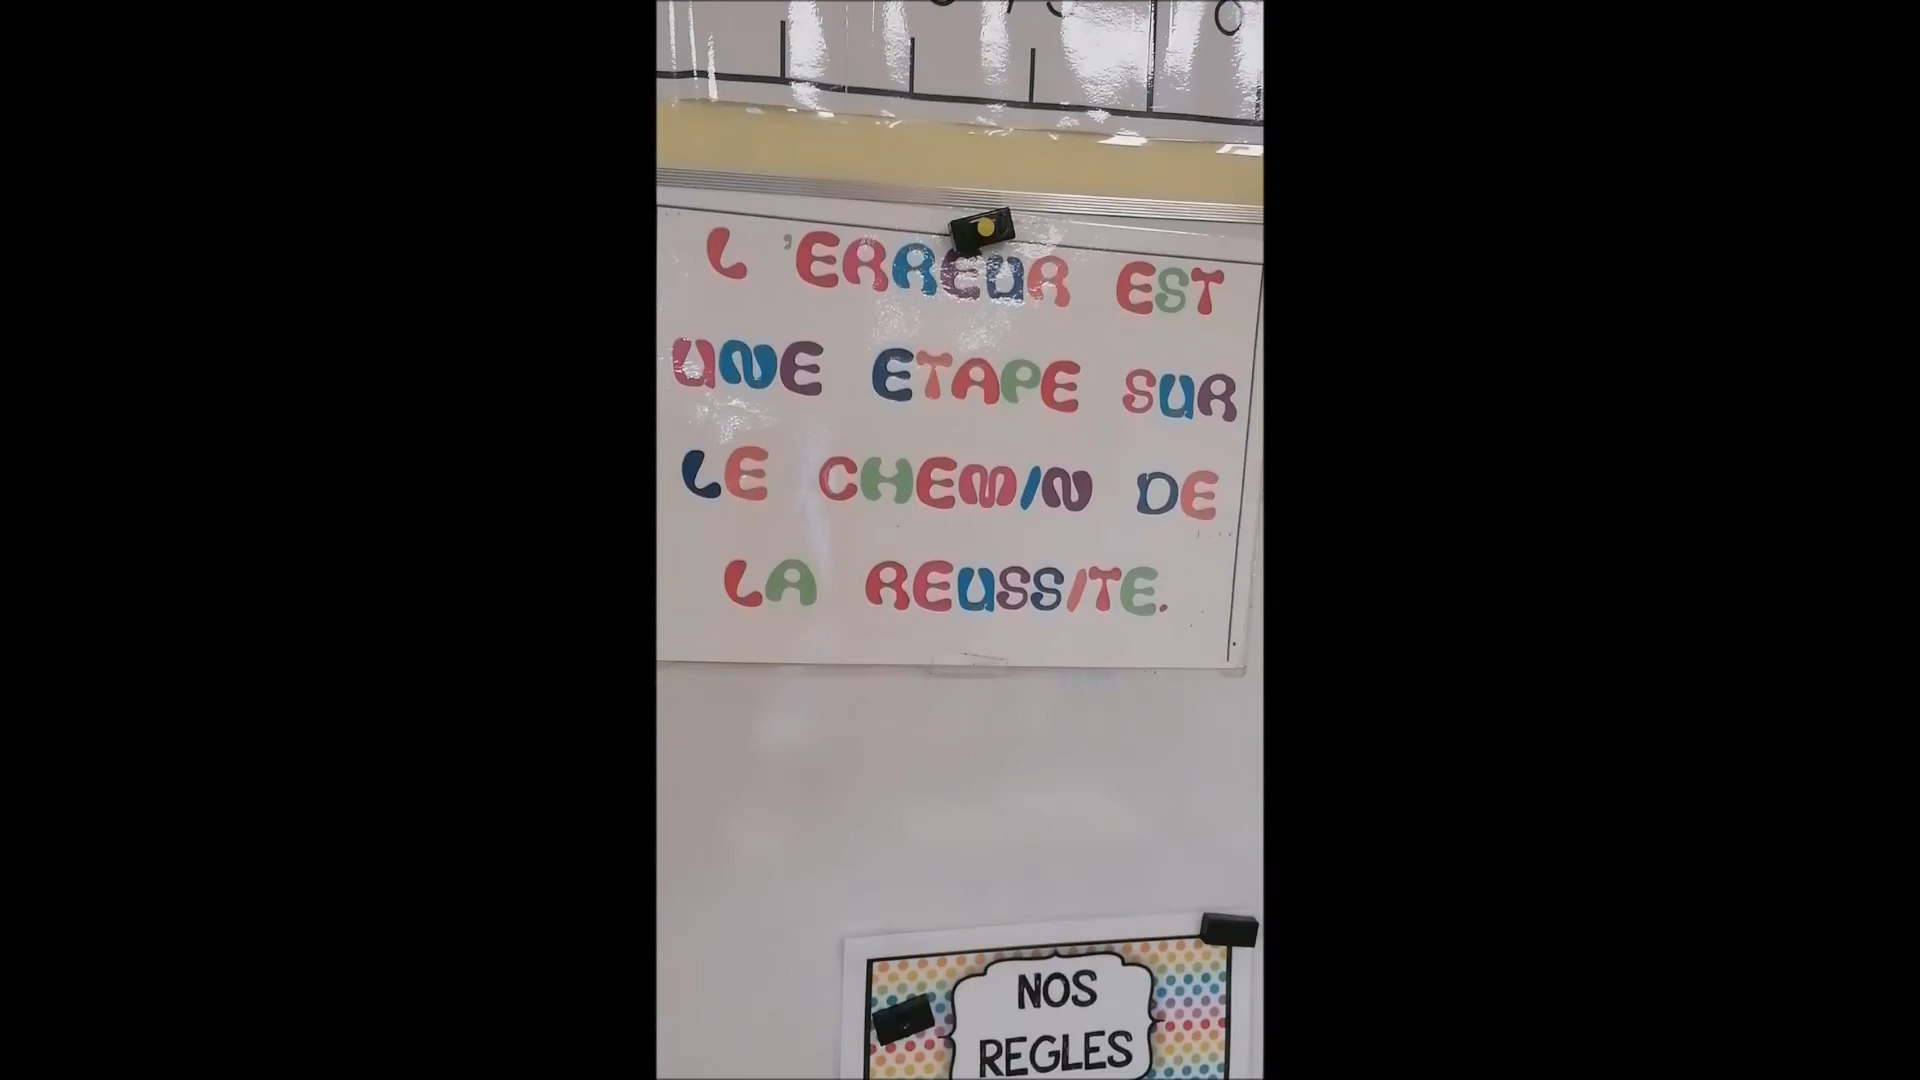 L'ERREUR EST
UNE ETAPE SUR
LE CHEMIN DE
LA REUSSITE.
NOS
REGLES